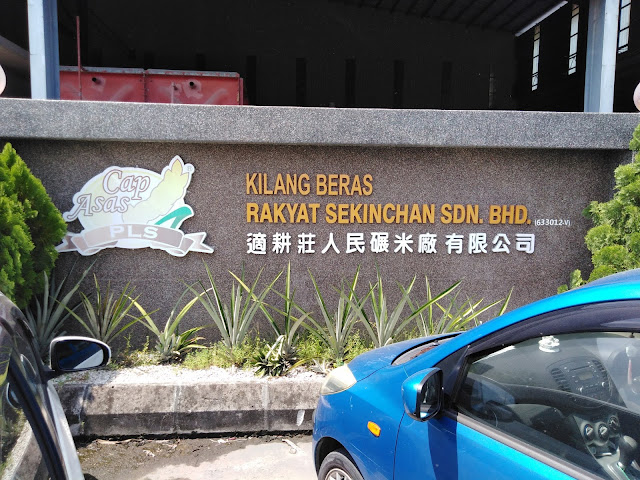 Cap
Asas
PLS
KILANG BERAS
RAKYAT SEKINCHAN SDN. BHD. (633012-V)
適耕莊人民碾米廠有限公司